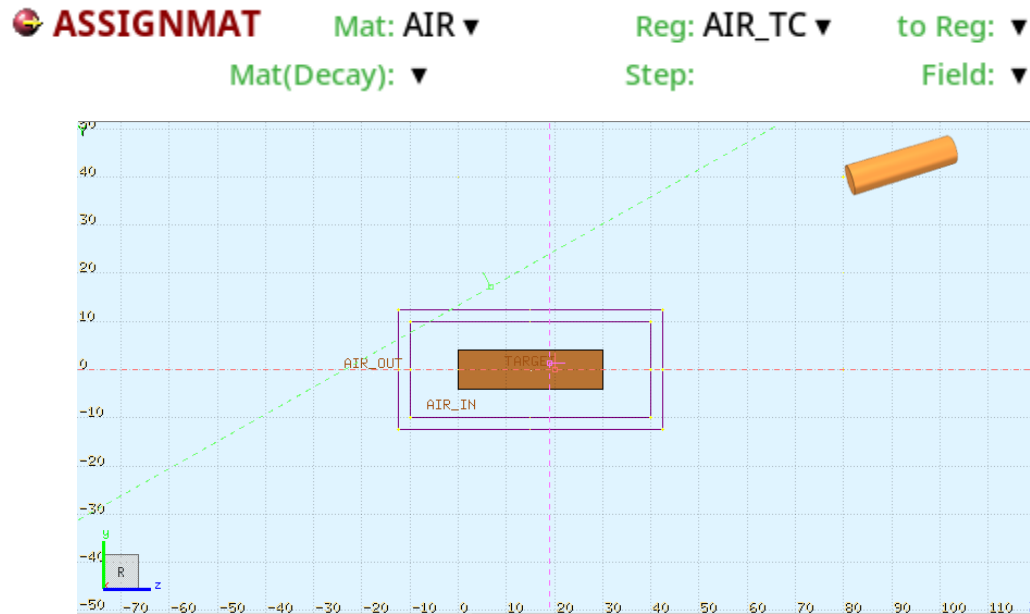 ASSIGNMAT Mat: AIR ▼ Reg: AIR_TC ▼ to Reg: ▼
Mat(Decay): ▼ Step: Field: ▼
40
30
20
10
0
-10
-20
-30
-50
AIR_OUT
TARGET
AIR_IN
y
R
z
-70 -60 -50 -40 -30 -20 -10 0 10 20 30 40 50 60 70 80 90 100 110